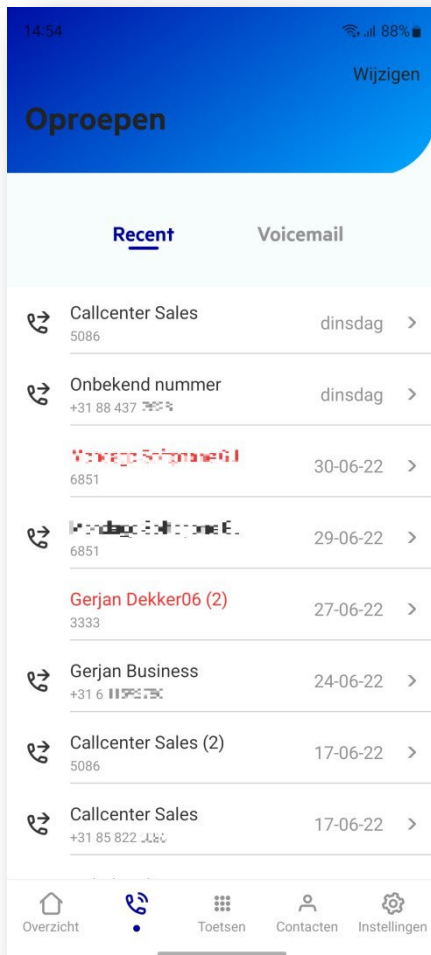 14:54
88%
Wijzigen
Oproepen
Recent
Voicemail
Callcenter Sales
dinsdag
5086
Onbekend nummer
dinsdag
+31 88 437
30-06-22
6851
29-06-22
6851
Gerjan Dekker06 (2)
27-06-22
3333
Gerjan Business
24-06-22
+31 6
Callcenter Sales (2)
17-06-22
5086
Callcenter Sales
17-06-22
+31 85 822
Overzicht
Toetsen
Contacten
Instellingen